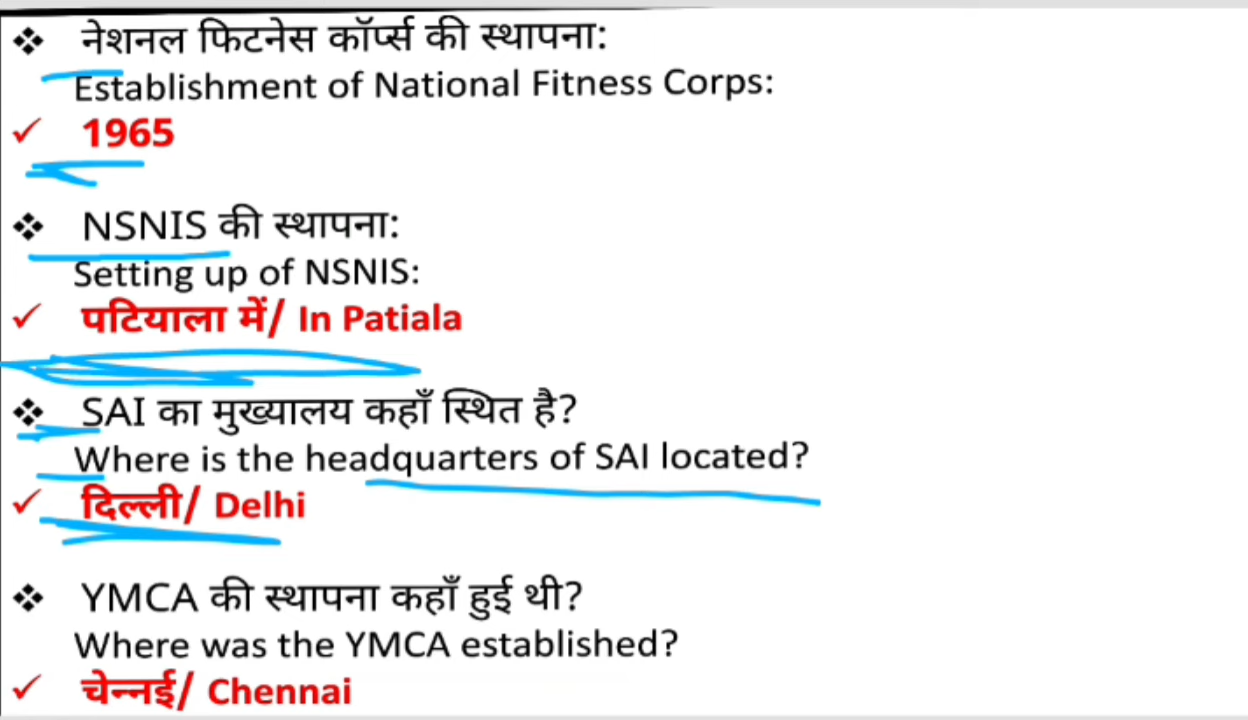 ❖ नेशनल फिटनेस कॉर्प्स की स्थापना:
Establishment of National Fitness Corps:
✓ 1965
❖ NSNIS की स्थापना:
Setting up of NSNIS:
✓ पटियाला में/ In Patiala
❖ SAI का मुख्यालय कहाँ स्थित है?
Where is the headquarters of SAI located?
✓ दिल्ली/ Delhi
❖ YMCA की स्थापना कहाँ हुई थी?
Where was the YMCA established?
✓ चेन्नई/ Chennai